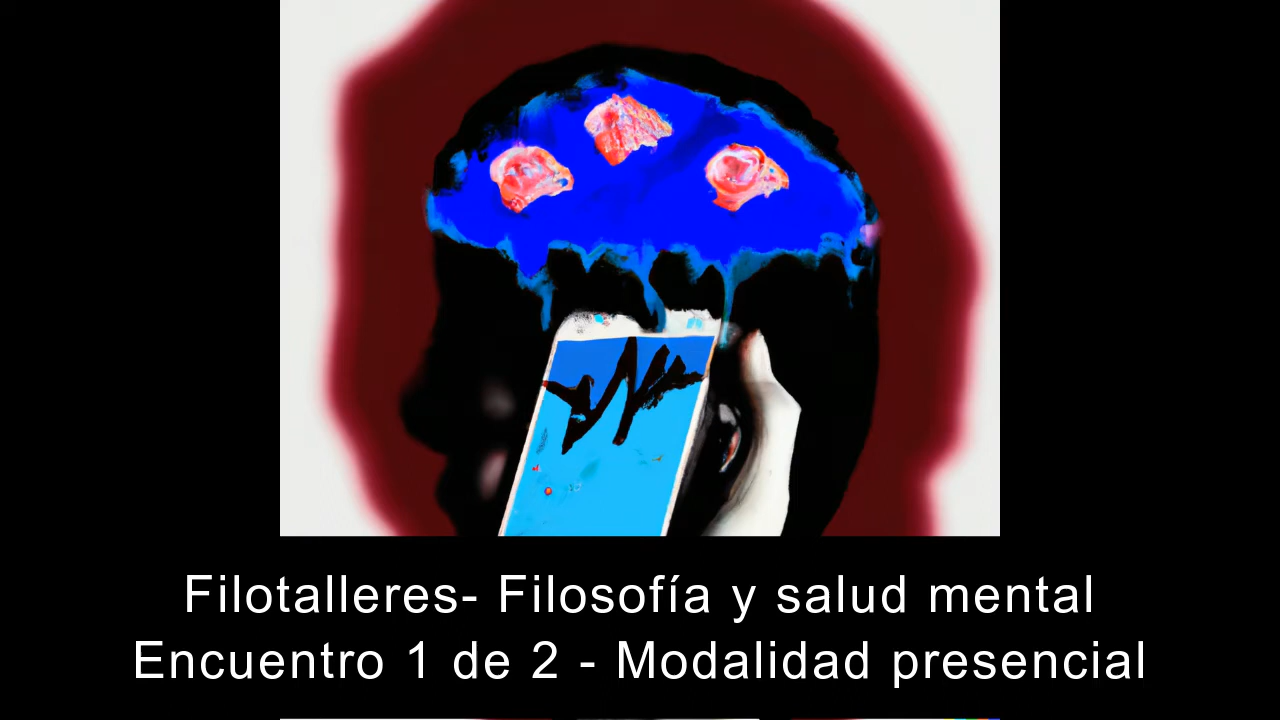 Filotalleres- Filosofía y salud mental
Encuentro 1 de 2 - Modalidad presencial